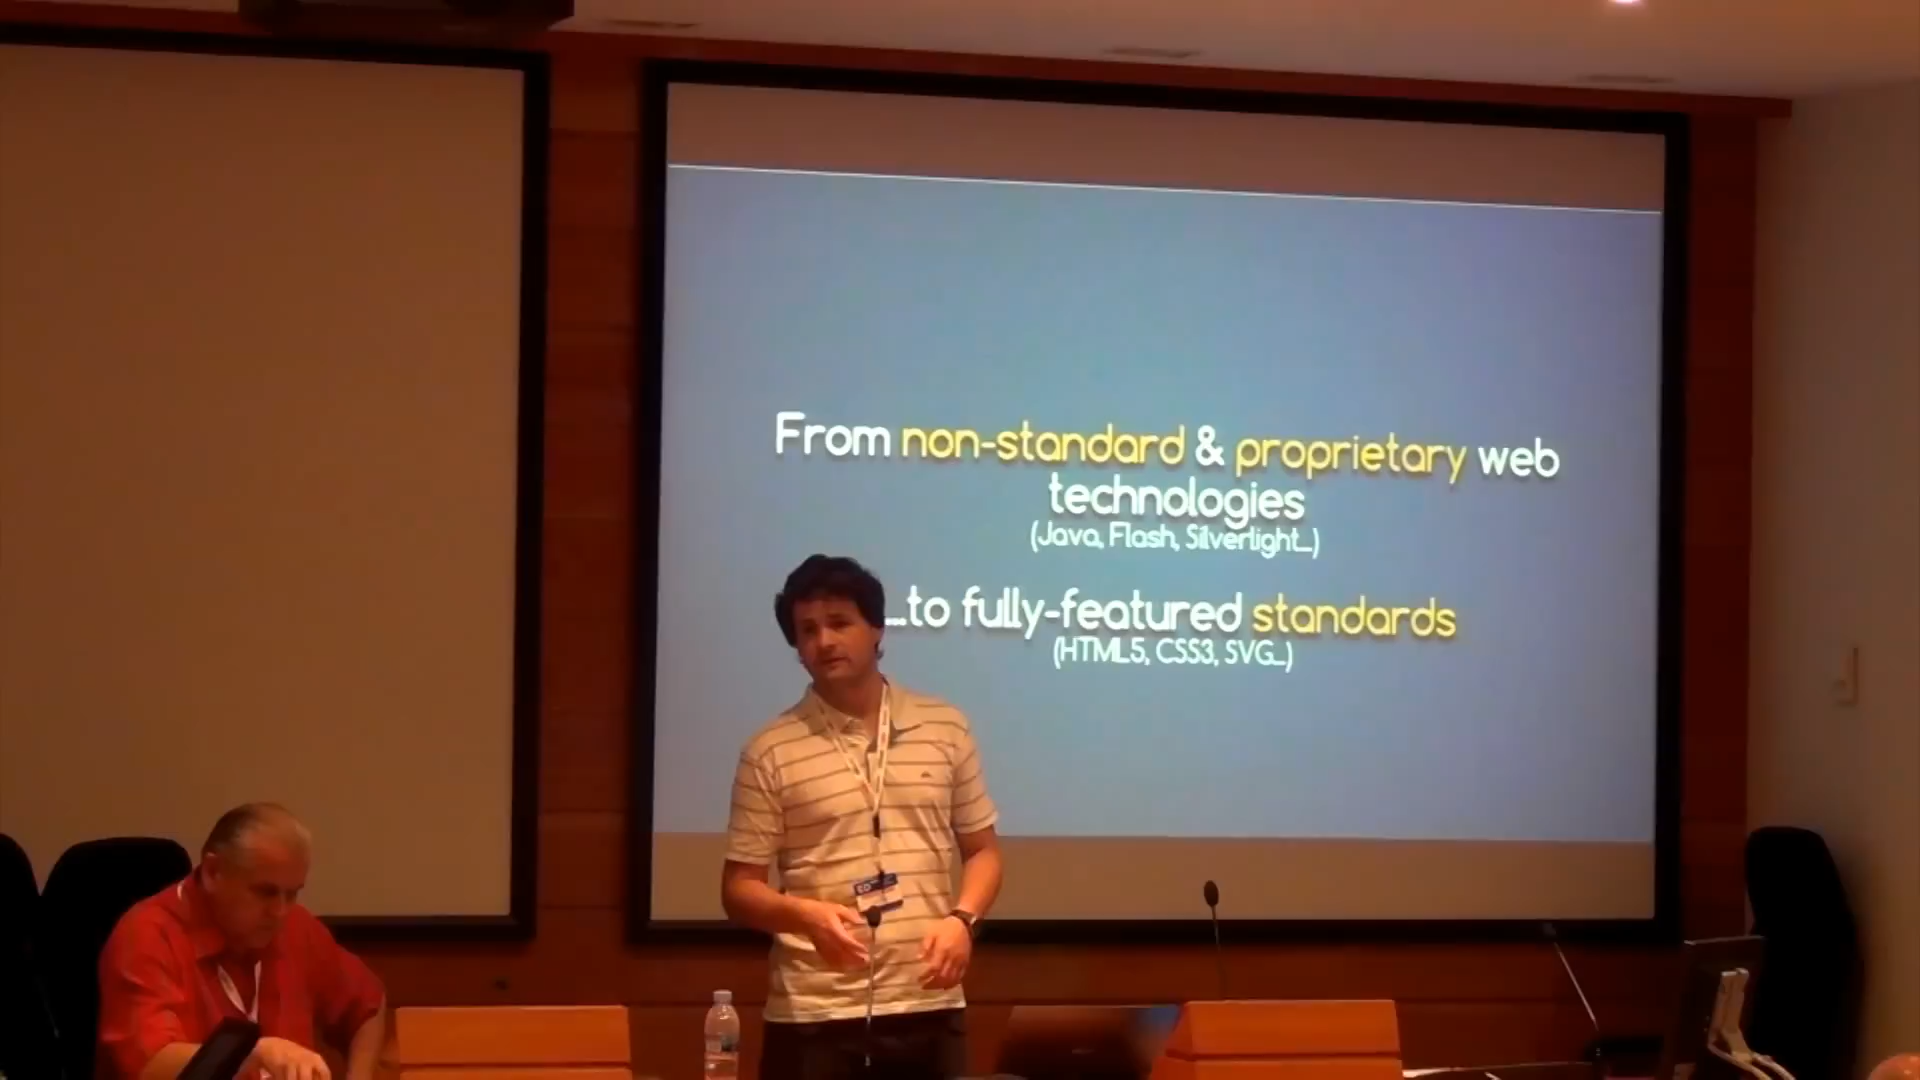 From non-standard & proprietary web
technologies
(Java, Flash, Silverlight...)
...to fully-featured standards
(HTML5, CSS3, SVG...)